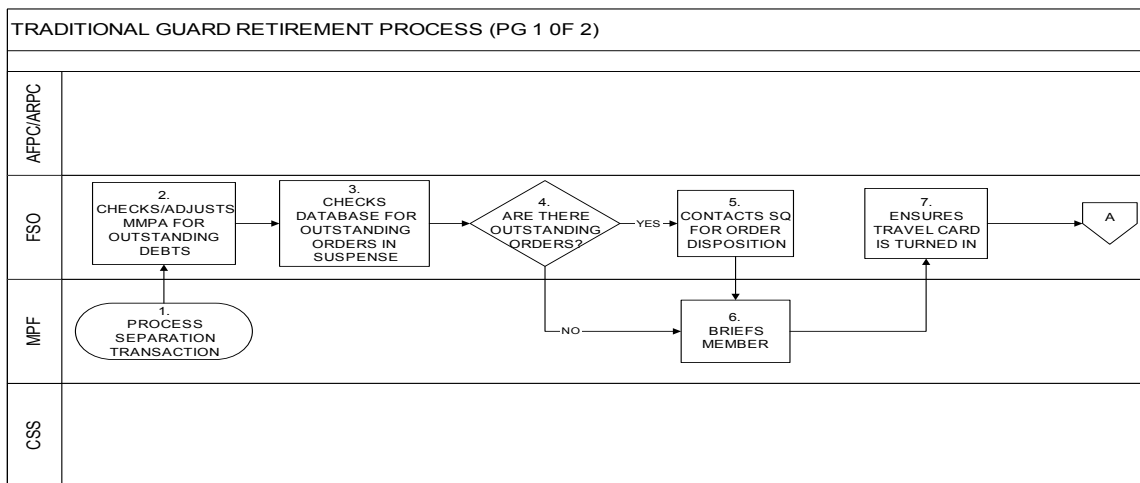 TRADITIONAL GUARD RETIREMENT PROCESS (PG 1 0F 2)
AFPC/ARPC
FSO
2.
CHECKS/ADJUSTS
MMPA FOR
OUTSTANDING
DEBTS
3.
CHECKS
DATABASE FOR
OUTSTANDING
ORDERS IN
SUSPENSE
4.
ARE THERE
OUTSTANDING
ORDERS?
YES
5.
CONTACTS SQ
FOR ORDER
DISPOSITION
7.
ENSURES
TRAVEL CARD
IS TURNED IN
A
MPF
1.
PROCESS
SEPARATION
TRANSACTION
NO
6.
BRIEFS
MEMBER
CSS